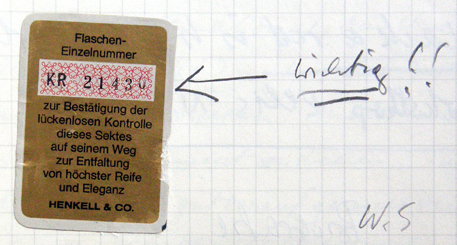 Flaschen-
Einzelnummer
KR 21430
wichtig!!
zur Bestätigung der
lückenlosen Kontrolle
dieses Sektes
auf seinem Weg
zur Entfaltung
von höchster Reife
und Eleganz
HENKELL & CO.
W.S